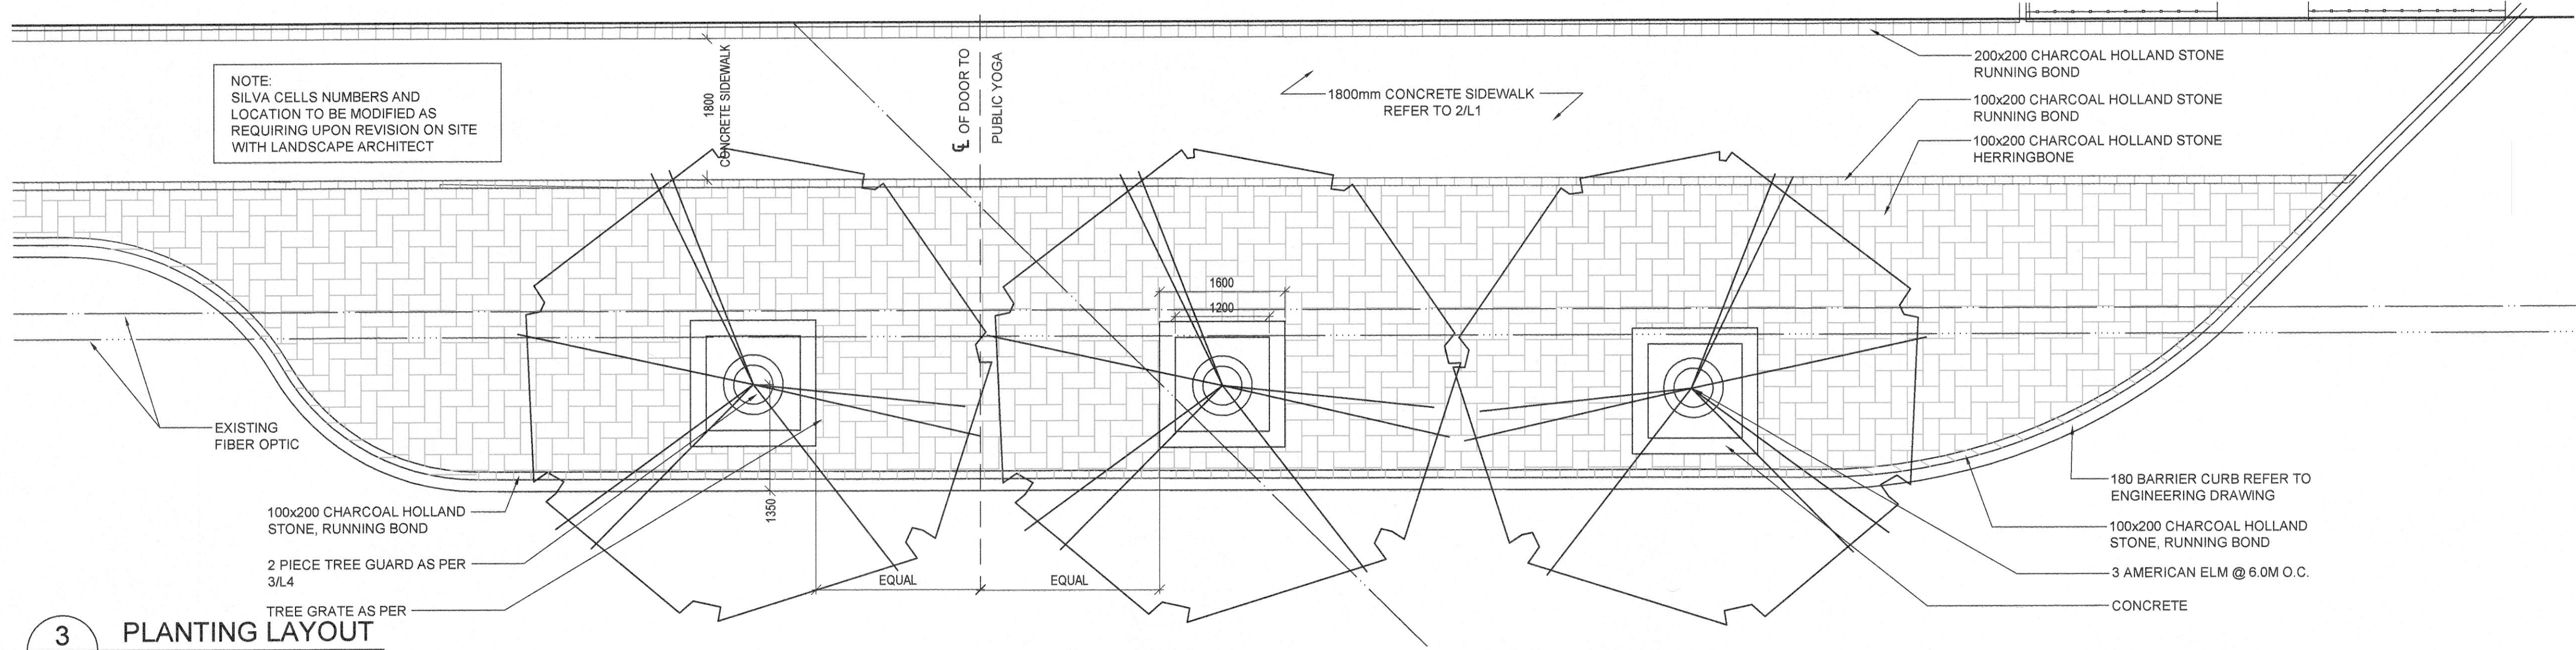 NOTE:
SILVA CELLS NUMBERS AND
LOCATION TO BE MODIFIED AS
REQUIRING UPON REVISION ON SITE
WITH LANDSCAPE ARCHITECT
1800
CONCRETE SIDEWALK
℄ OF DOOR TO
PUBLIC YOGA
1800mm CONCRETE SIDEWALK
REFER TO 2/L1
200x200 CHARCOAL HOLLAND STONE
RUNNING BOND
100x200 CHARCOAL HOLLAND STONE
RUNNING BOND
100x200 CHARCOAL HOLLAND STONE
HERRINGBONE
1600
1200
EXISTING
FIBER OPTIC
1350
100x200 CHARCOAL HOLLAND
STONE, RUNNING BOND
2 PIECE TREE GUARD AS PER
3/L4
TREE GRATE AS PER
EQUAL
EQUAL
180 BARRIER CURB REFER TO
ENGINEERING DRAWING
100x200 CHARCOAL HOLLAND
STONE, RUNNING BOND
3 AMERICAN ELM @ 6.0M O.C.
CONCRETE
3 PLANTING LAYOUT